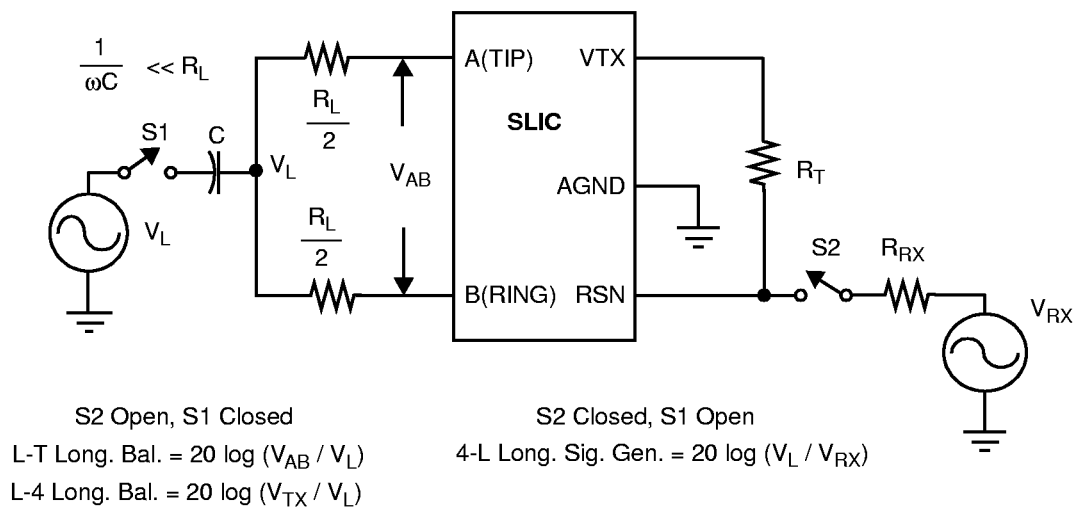 1
ωC
<< R_L
S1
C
V_L
V_L
R_L
2
R_L
2
V_AB
A(TIP)
VTX
SLIC
AGND
B(RING)
RSN
R_T
S2
R_RX
V_RX
S2 Open, S1 Closed
L-T Long. Bal. = 20 log (V_AB / V_L)
L-4 Long. Bal. = 20 log (V_TX / V_L)
S2 Closed, S1 Open
4-L Long. Sig. Gen. = 20 log (V_L / V_RX)